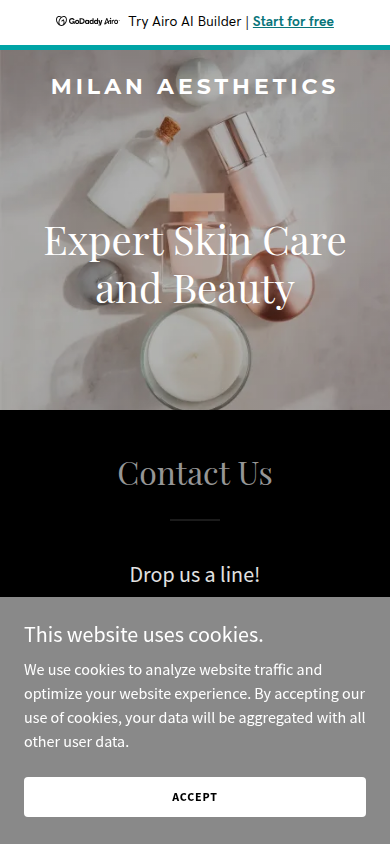 GoDaddy Airo Try Airo AI Builder | Start for free
MILAN AESTHETICS
Expert Skin Care
and Beauty
Contact Us
Drop us a line!
This website uses cookies.
We use cookies to analyze website traffic and
optimize your website experience. By accepting our
use of cookies, your data will be aggregated with all
other user data.
ACCEPT